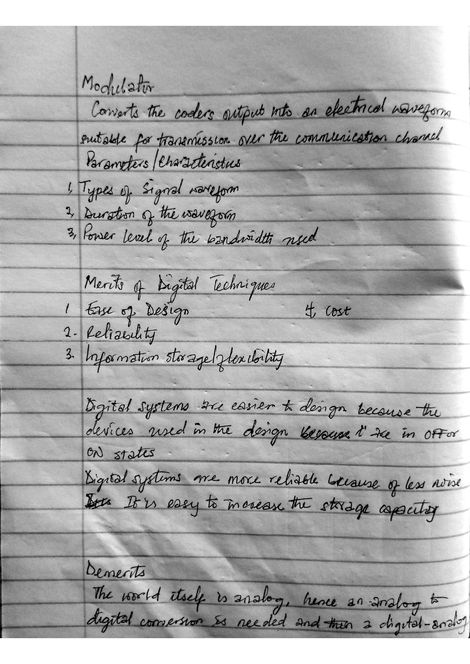 Modulator
Converts the coders output into an electrical waveform
suitable for transmission over the communication channel
Parameters/Characteristics
1, Types of Signal waveform
2, Duration of the waveform
3, Power level of the bandwidth used
Merits of Digital Techniques
1 Ease of Design 4, cost
2. Reliability
3. Information storage/flexibility
Digital systems are easier to design because the
devices used in the design because are in OFF or
ON states
Digital systems are more reliable because of less noise
It is easy to increase the storage capacity
Demerits
The world itself is analog, hence an analog to
digital conversion is needed and then a digital-analog